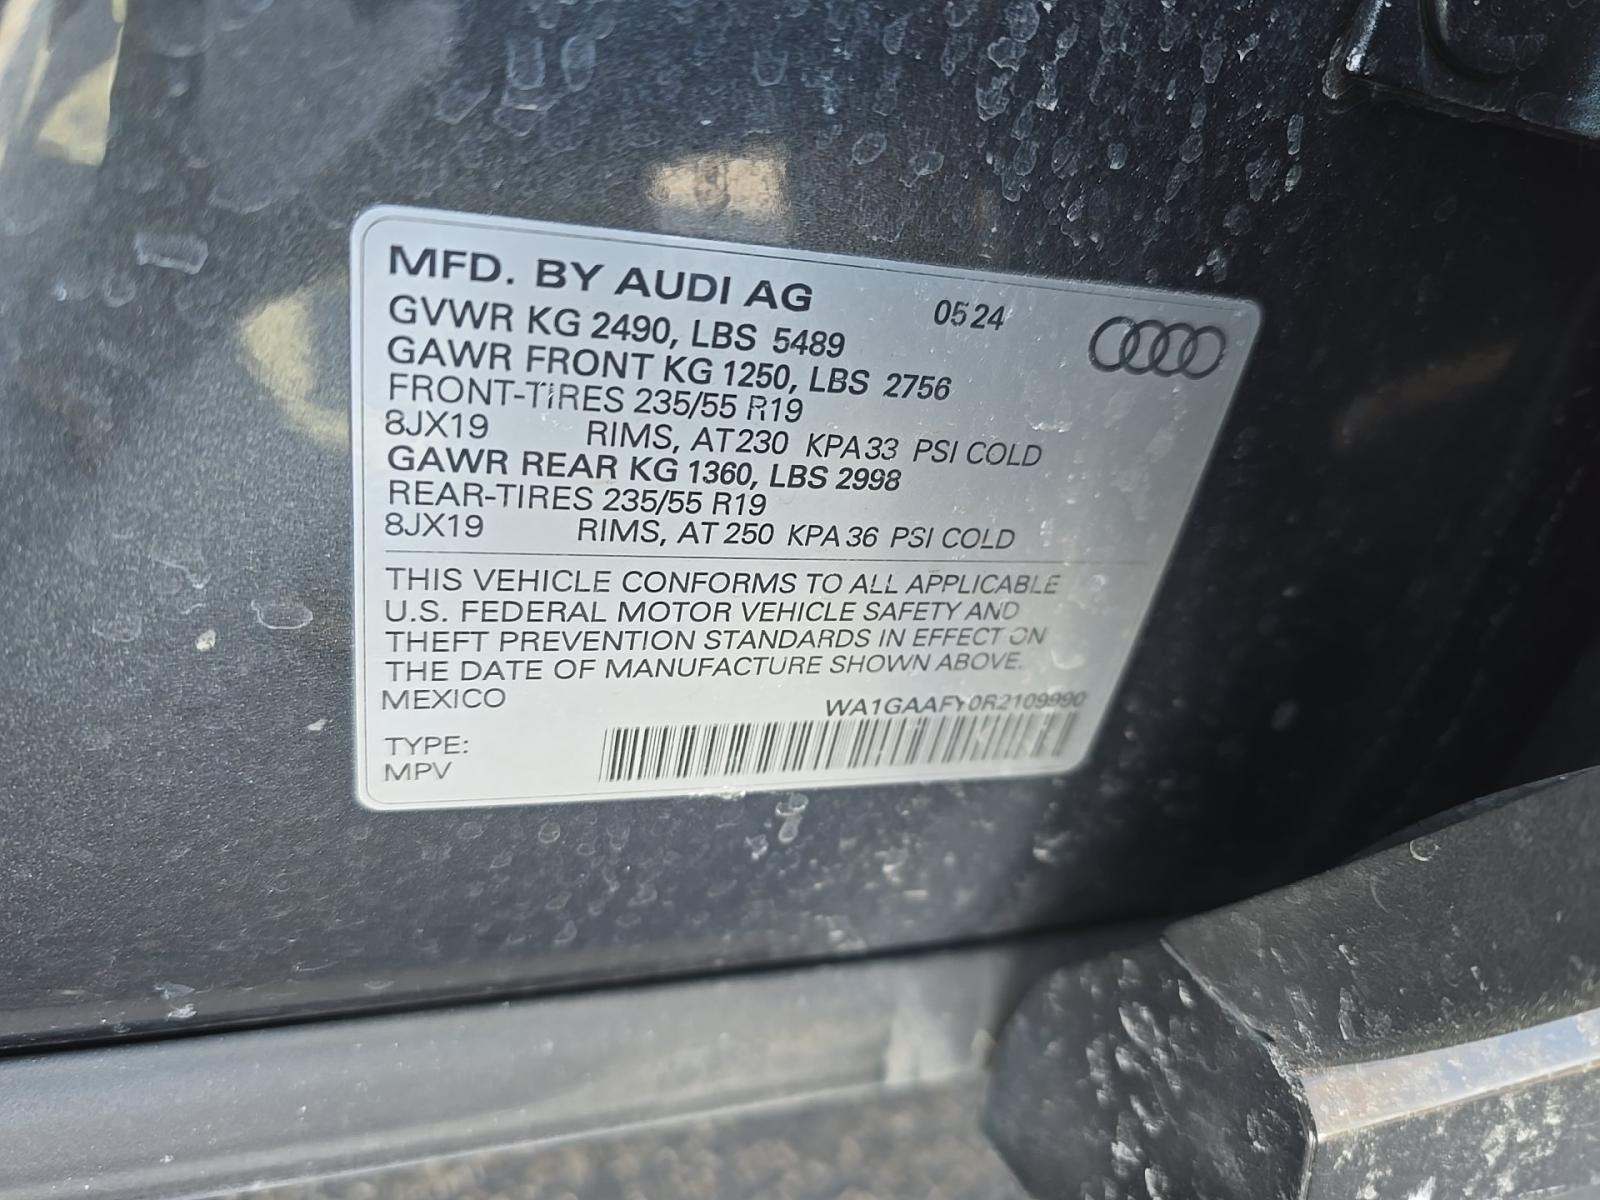 MFD. BY AUDI AG 0524
GVWR KG 2490, LBS 5489
GAWR FRONT KG 1250, LBS 2756
FRONT-TIRES 235/55 R19
8JX19 RIMS, AT 230 KPA 33 PSI COLD
GAWR REAR KG 1360, LBS 2998
REAR-TIRES 235/55 R19
8JX19 RIMS, AT 250 KPA 36 PSI COLD
THIS VEHICLE CONFORMS TO ALL APPLICABLE
U.S. FEDERAL MOTOR VEHICLE SAFETY AND
THEFT PREVENTION STANDARDS IN EFFECT ON
THE DATE OF MANUFACTURE SHOWN ABOVE.
MEXICO WA1GAAFY0R2109990
TYPE:
MPV